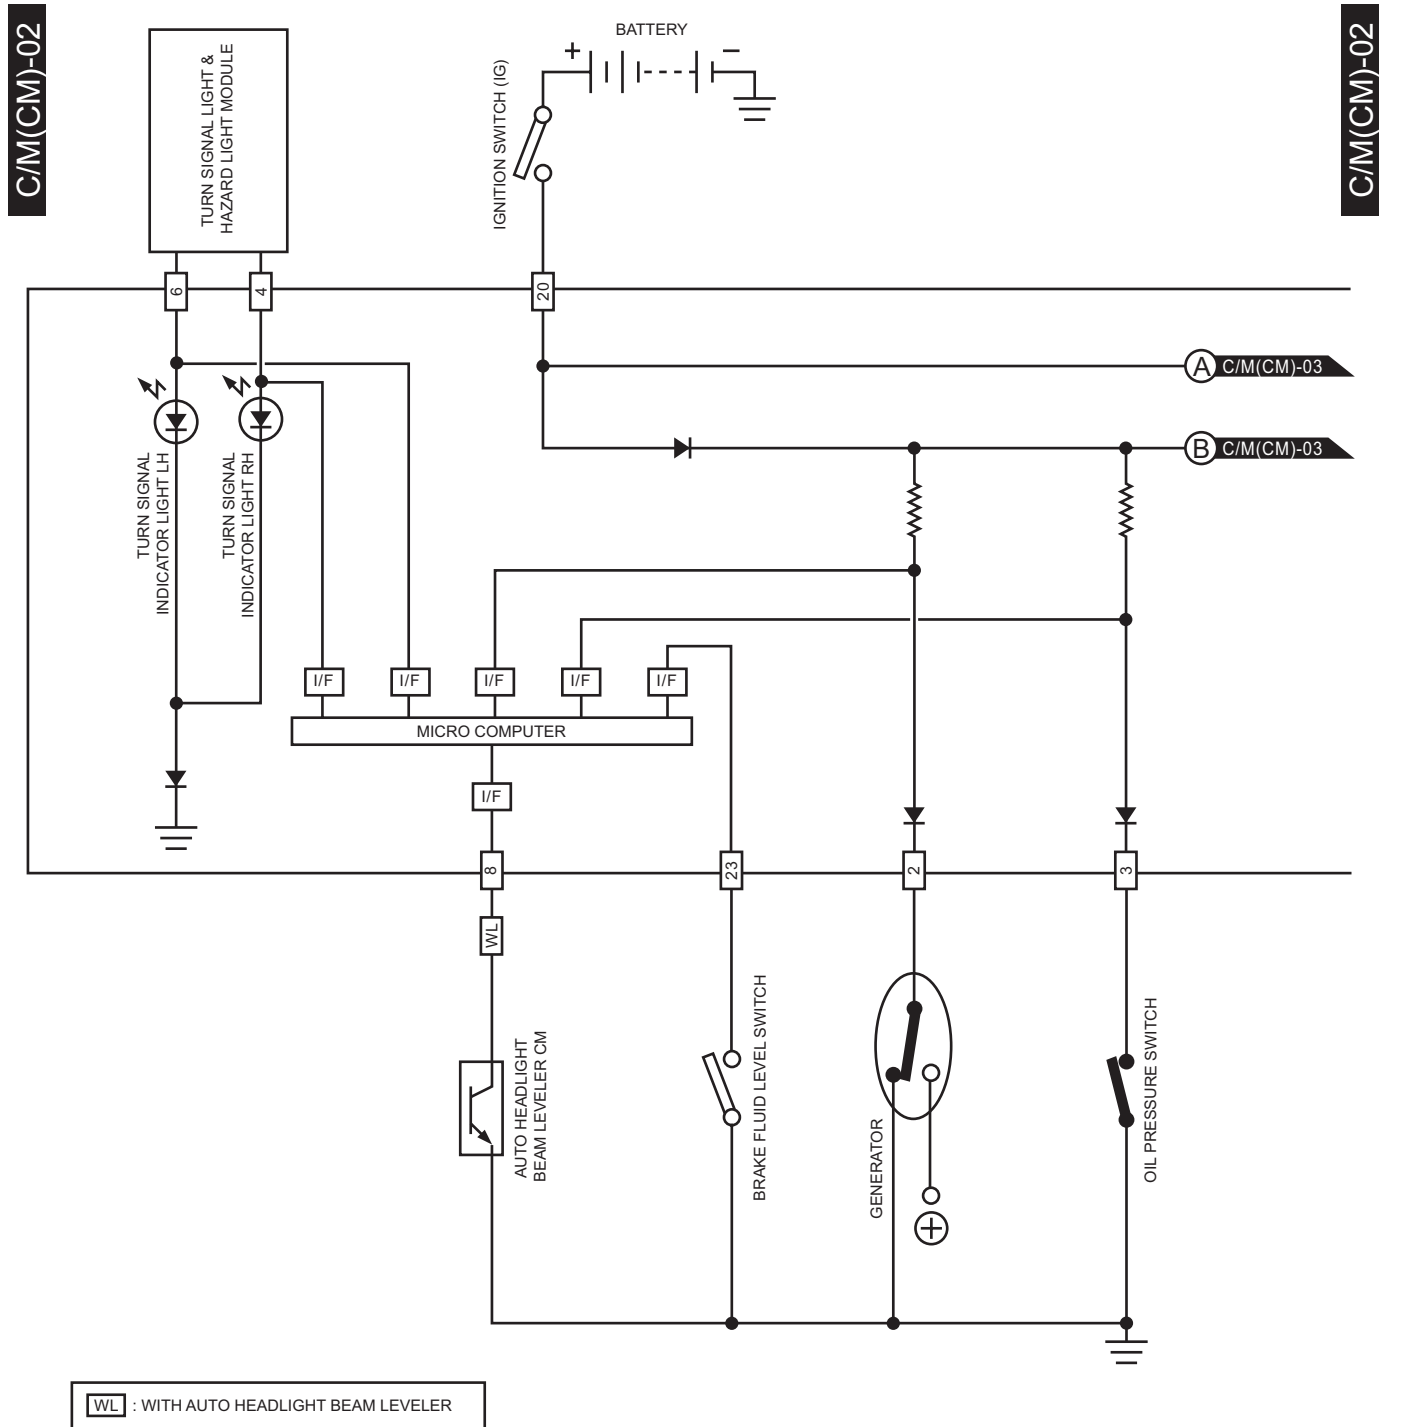 C/M(CM)-02
C/M(CM)-02
BATTERY
+
−
TURN SIGNAL LIGHT &
HAZARD LIGHT MODULE
IGNITION SWITCH (IG)
6
4
20
A
C/M(CM)-03
B
C/M(CM)-03
TURN SIGNAL
INDICATOR LIGHT LH
TURN SIGNAL
INDICATOR LIGHT RH
I/F
I/F
I/F
I/F
I/F
MICRO COMPUTER
I/F
8
23
2
3
WL
AUTO HEADLIGHT
BEAM LEVELER CM
BRAKE FLUID LEVEL SWITCH
GENERATOR
+
OIL PRESSURE SWITCH
WL : WITH AUTO HEADLIGHT BEAM LEVELER